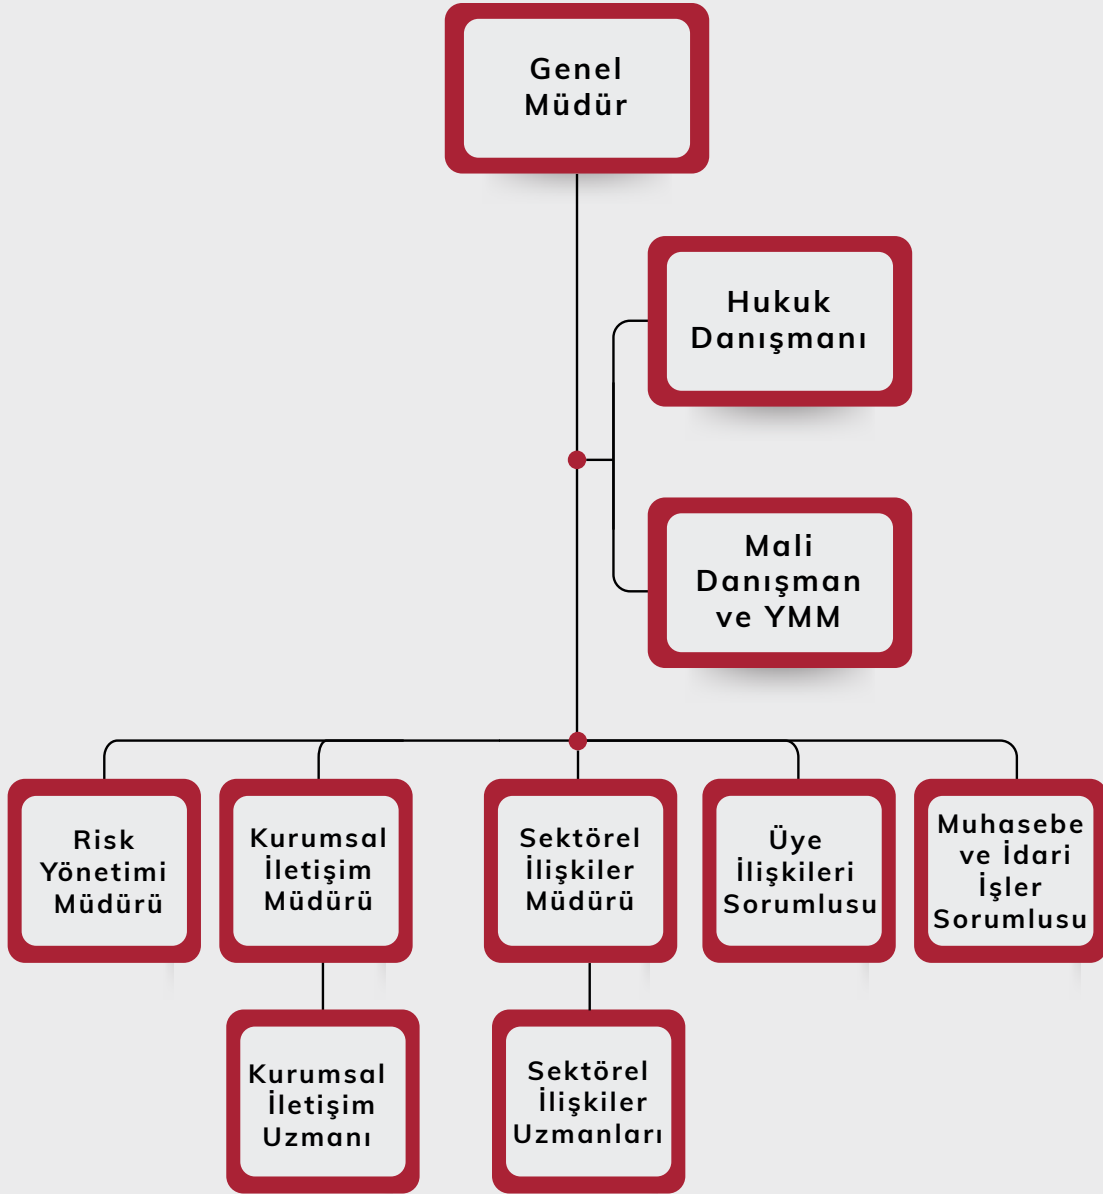 Genel
Müdür
Hukuk
Danışmanı
Mali
Danışman
ve YMM
Risk
Yönetimi
Müdürü
Kurumsal
İletişim
Müdürü
Sektörel
İlişkiler
Müdürü
Üye
İlişkileri
Sorumlusu
Muhasebe
ve İdari
İşler
Sorumlusu
Kurumsal
İletişim
Uzmanı
Sektörel
İlişkiler
Uzmanları